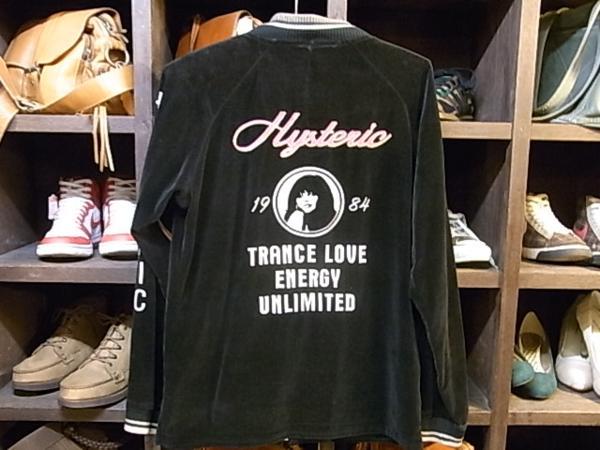 Hysteric
19 84
TRANCE LOVE
ENERGY
UNLIMITED
I
C